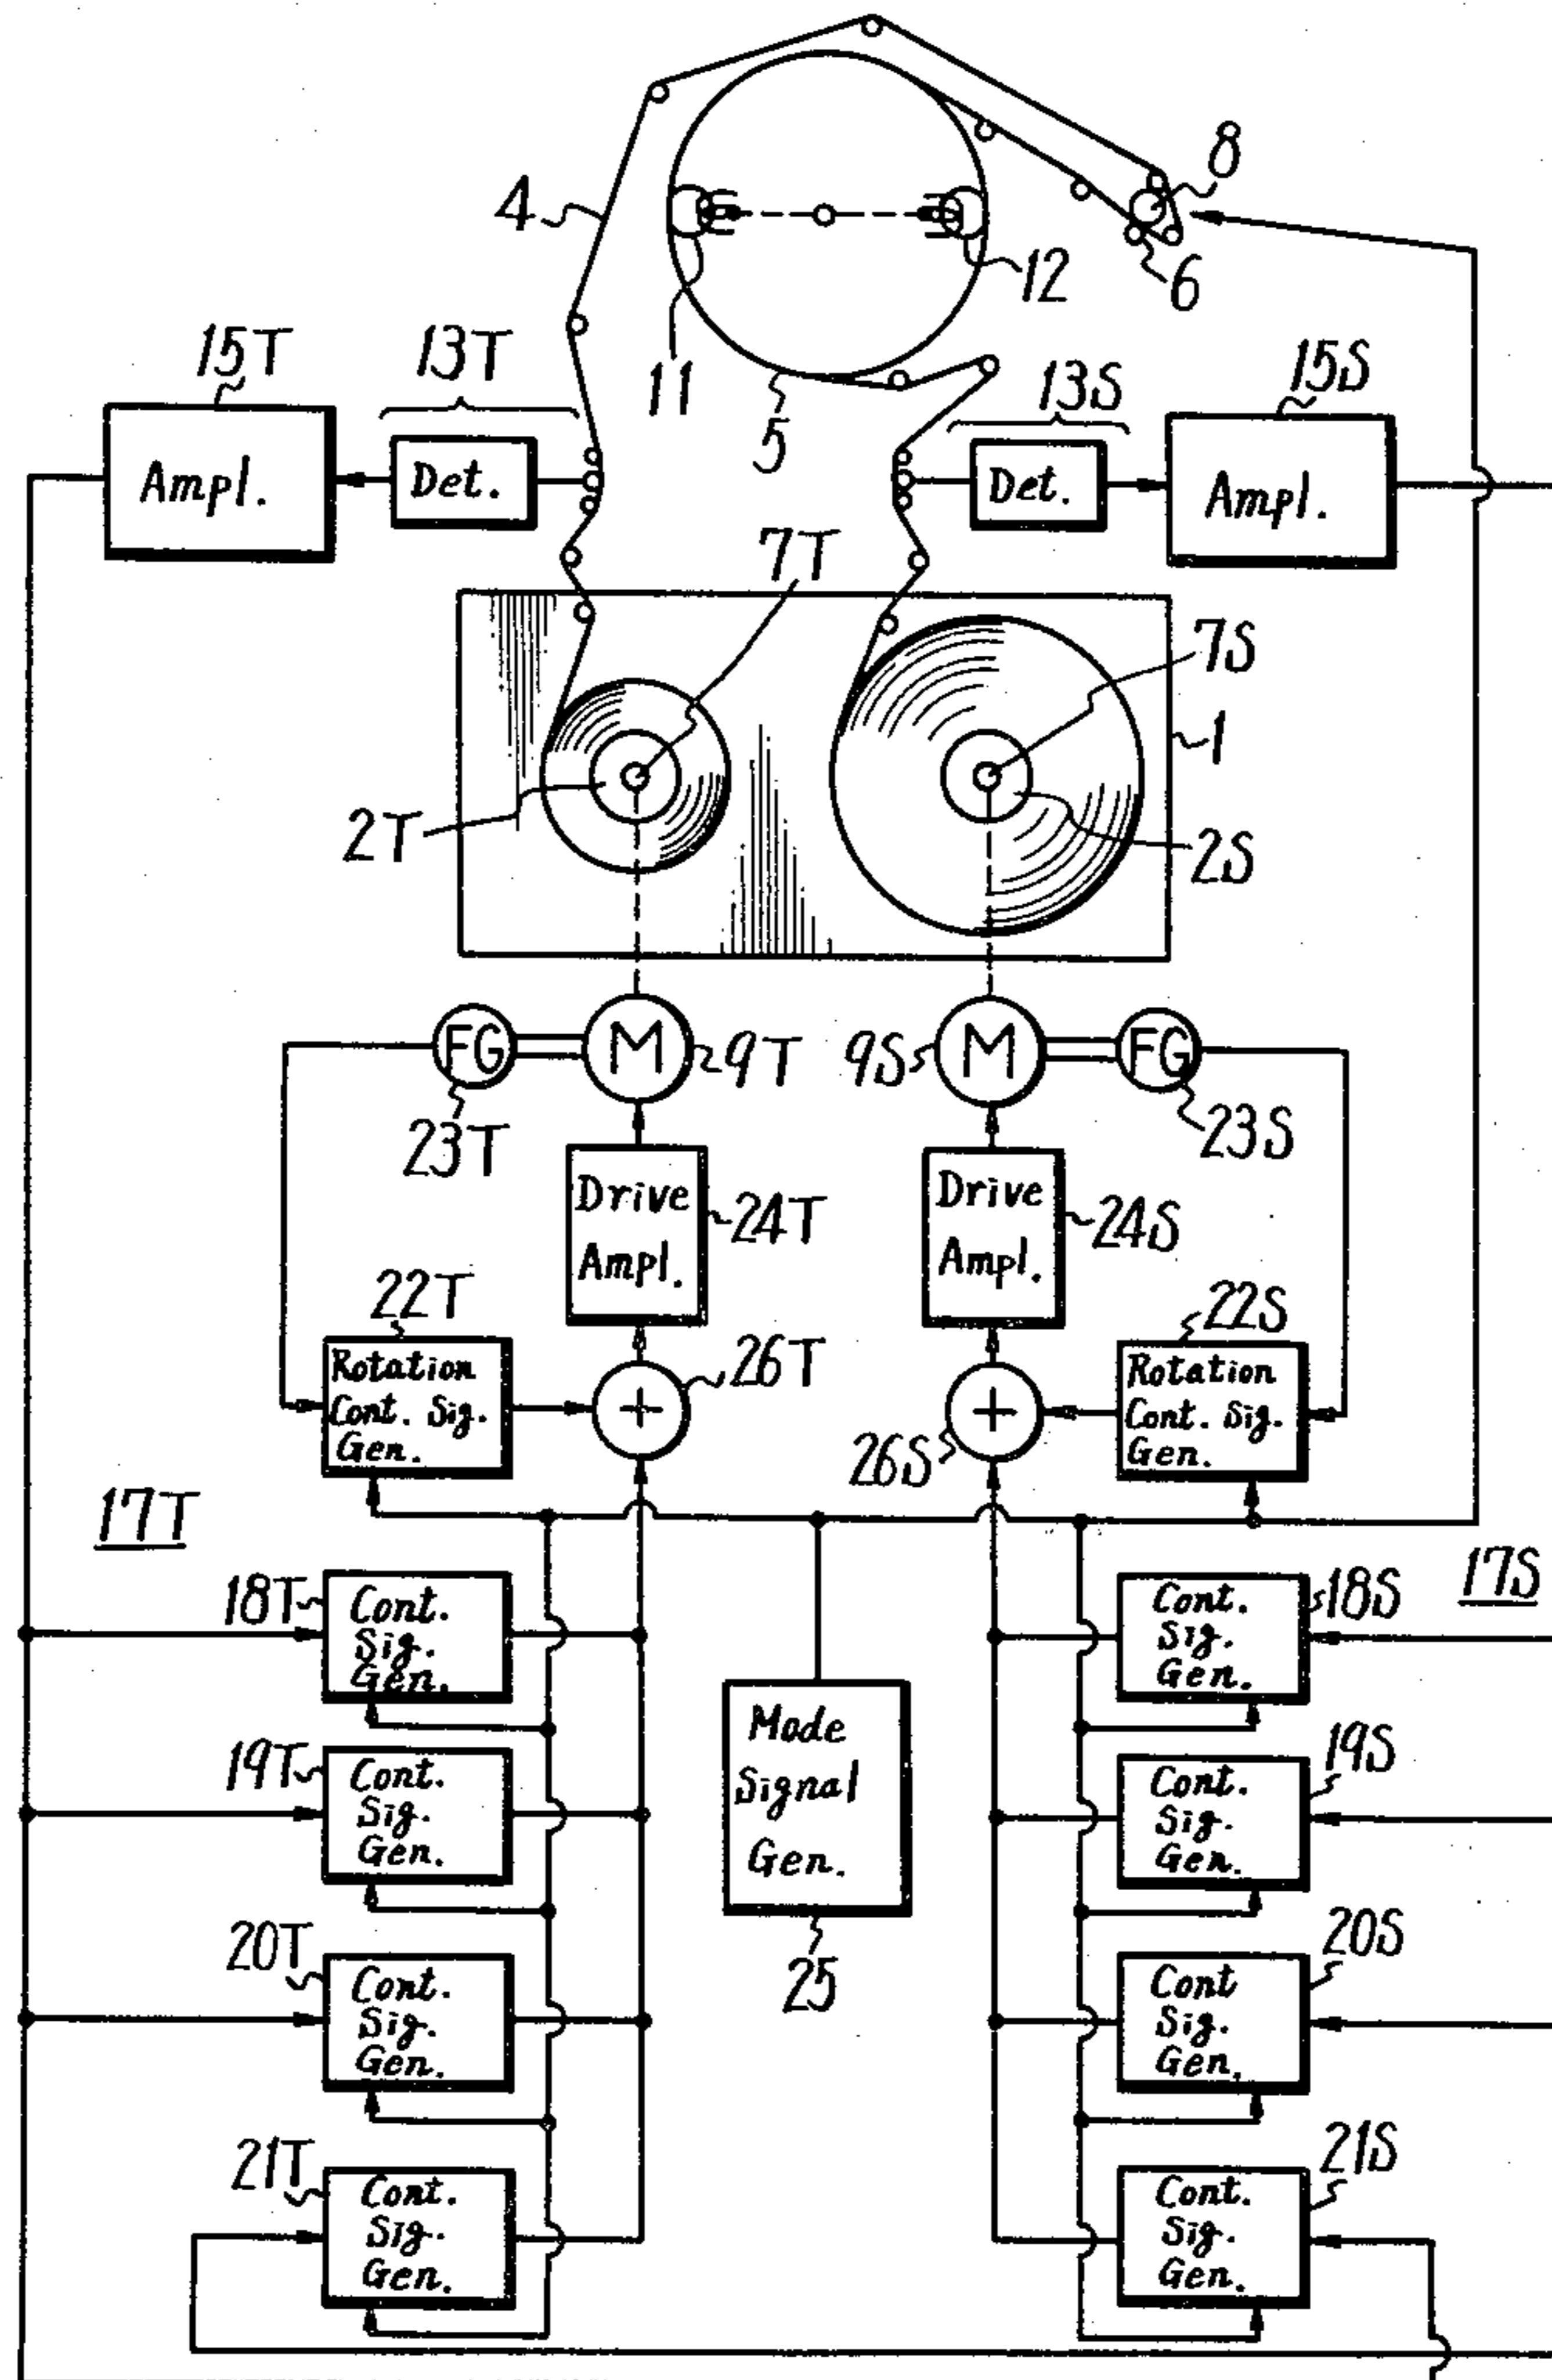 8
4
12
6
15T
13T
11
5
13S
15S
Ampl.
Det.
Det.
Ampl.
7T
7S
1
2T
2S
FG
M
9T
9S
M
FG
23T
23S
Drive
Ampl.
24T
Drive
Ampl.
24S
22T
22S
Rotation
Cont. Sig.
Gen.
+
26T
26S
+
Rotation
Cont. Sig.
Gen.
17T
17S
18T
Cont.
Sig.
Gen.
Cont.
Sig.
Gen.
18S
Mode
Signal
Gen.
25
19T
Cont.
Sig.
Gen.
Cont.
Sig.
Gen.
19S
20T
Cont.
Sig.
Gen.
Cont
Sig.
Gen.
20S
21T
Cont.
Sig.
Gen.
Cont.
Sig.
Gen.
21S